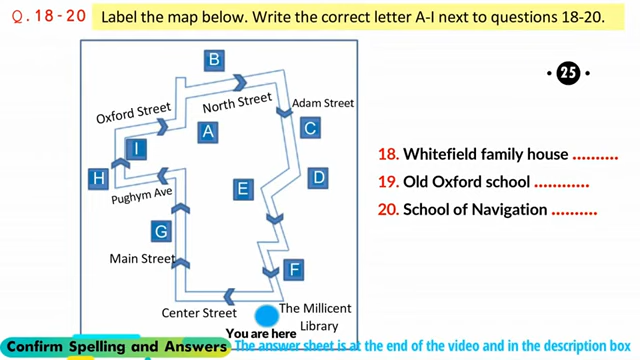 Q.18-20 Label the map below. Write the correct letter A-I next to questions 18-20.
25
B
Oxford Street
North Street
Adam Street
A
C
I
H
D
E
Pughym Ave
G
Main Street
F
Center Street
The Millicent
Library
You are here
18. Whitefield family house ..........
19. Old Oxford school ............
20. School of Navigation ..........
Confirm Spelling and Answers - The answer sheet is at the end of the video and in the description box